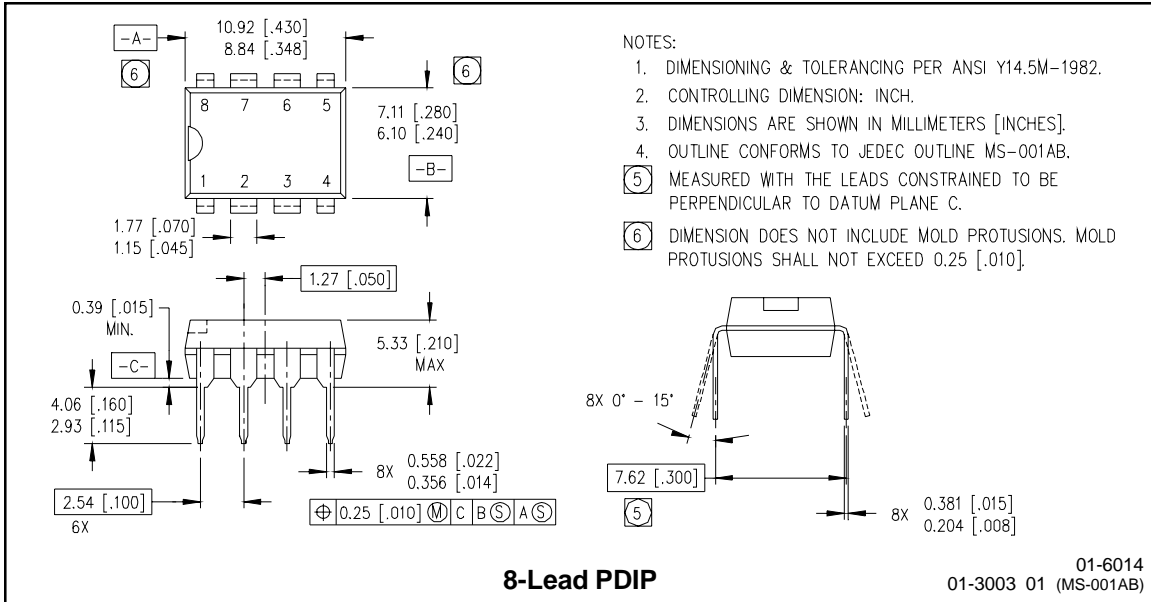 10.92 [.430]
8.84 [.348]
-A-
6
6
8 7 6 5
1 2 3 4
7.11 [.280]
6.10 [.240]
-B-
1.77 [.070]
1.15 [.045]
1.27 [.050]
0.39 [.015]
MIN.
-C-
5.33 [.210]
MAX
4.06 [.160]
2.93 [.115]
8X 0.558 [.022]
0.356 [.014]
2.54 [.100]
6X
⌖ 0.25 [.010] Ⓜ C B Ⓢ A Ⓢ
NOTES:
1. DIMENSIONING & TOLERANCING PER ANSI Y14.5M-1982.
2. CONTROLLING DIMENSION: INCH.
3. DIMENSIONS ARE SHOWN IN MILLIMETERS [INCHES].
4. OUTLINE CONFORMS TO JEDEC OUTLINE MS-001AB.
5 MEASURED WITH THE LEADS CONSTRAINED TO BE
PERPENDICULAR TO DATUM PLANE C.
6 DIMENSION DOES NOT INCLUDE MOLD PROTUSIONS. MOLD
PROTUSIONS SHALL NOT EXCEED 0.25 [.010].
8X 0° - 15°
7.62 [.300]
5
8X 0.381 [.015]
0.204 [.008]
8-Lead PDIP
01-6014
01-3003 01 (MS-001AB)